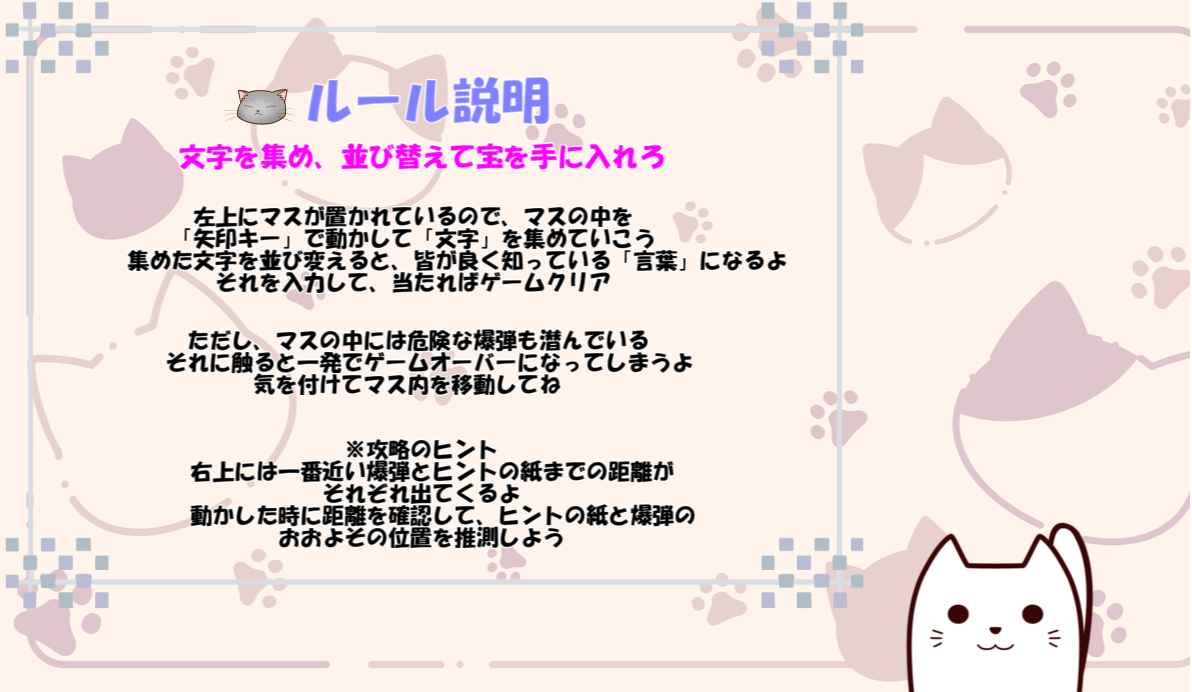 ルール説明
文字を集め、並び替えて宝を手に入れろ
左上にマスが置かれているので、マスの中を
「矢印キー」で動かして「文字」を集めていこう
集めた文字を並び変えると、皆が良く知っている「言葉」になるよ
それを入力して、当たればゲームクリア
ただし、マスの中には危険な爆弾も潜んでいる
それに触ると一発でゲームオーバーになってしまうよ
気を付けてマス内を移動してね
※攻略のヒント
右上には一番近い爆弾とヒントの紙までの距離が
それぞれ出てくるよ
動かした時に距離を確認して、ヒントの紙と爆弾の
おおよその位置を推測しよう